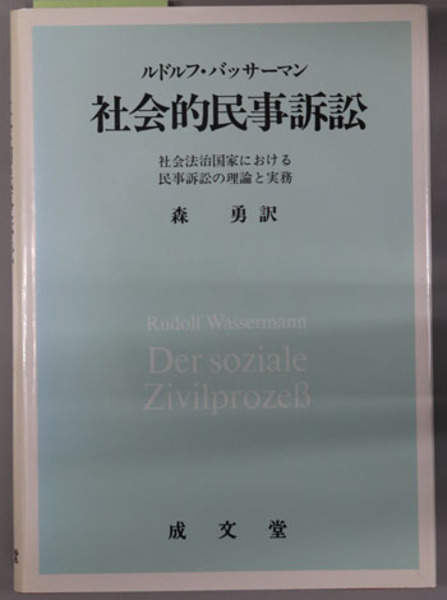 ルドルフ・バッサーマン
社会的民事訴訟
社会法治国家における
民事訴訟の理論と実務
森 勇 訳
Rudolf Wassermann
Der soziale
Zivilprozeß
成文堂
堂